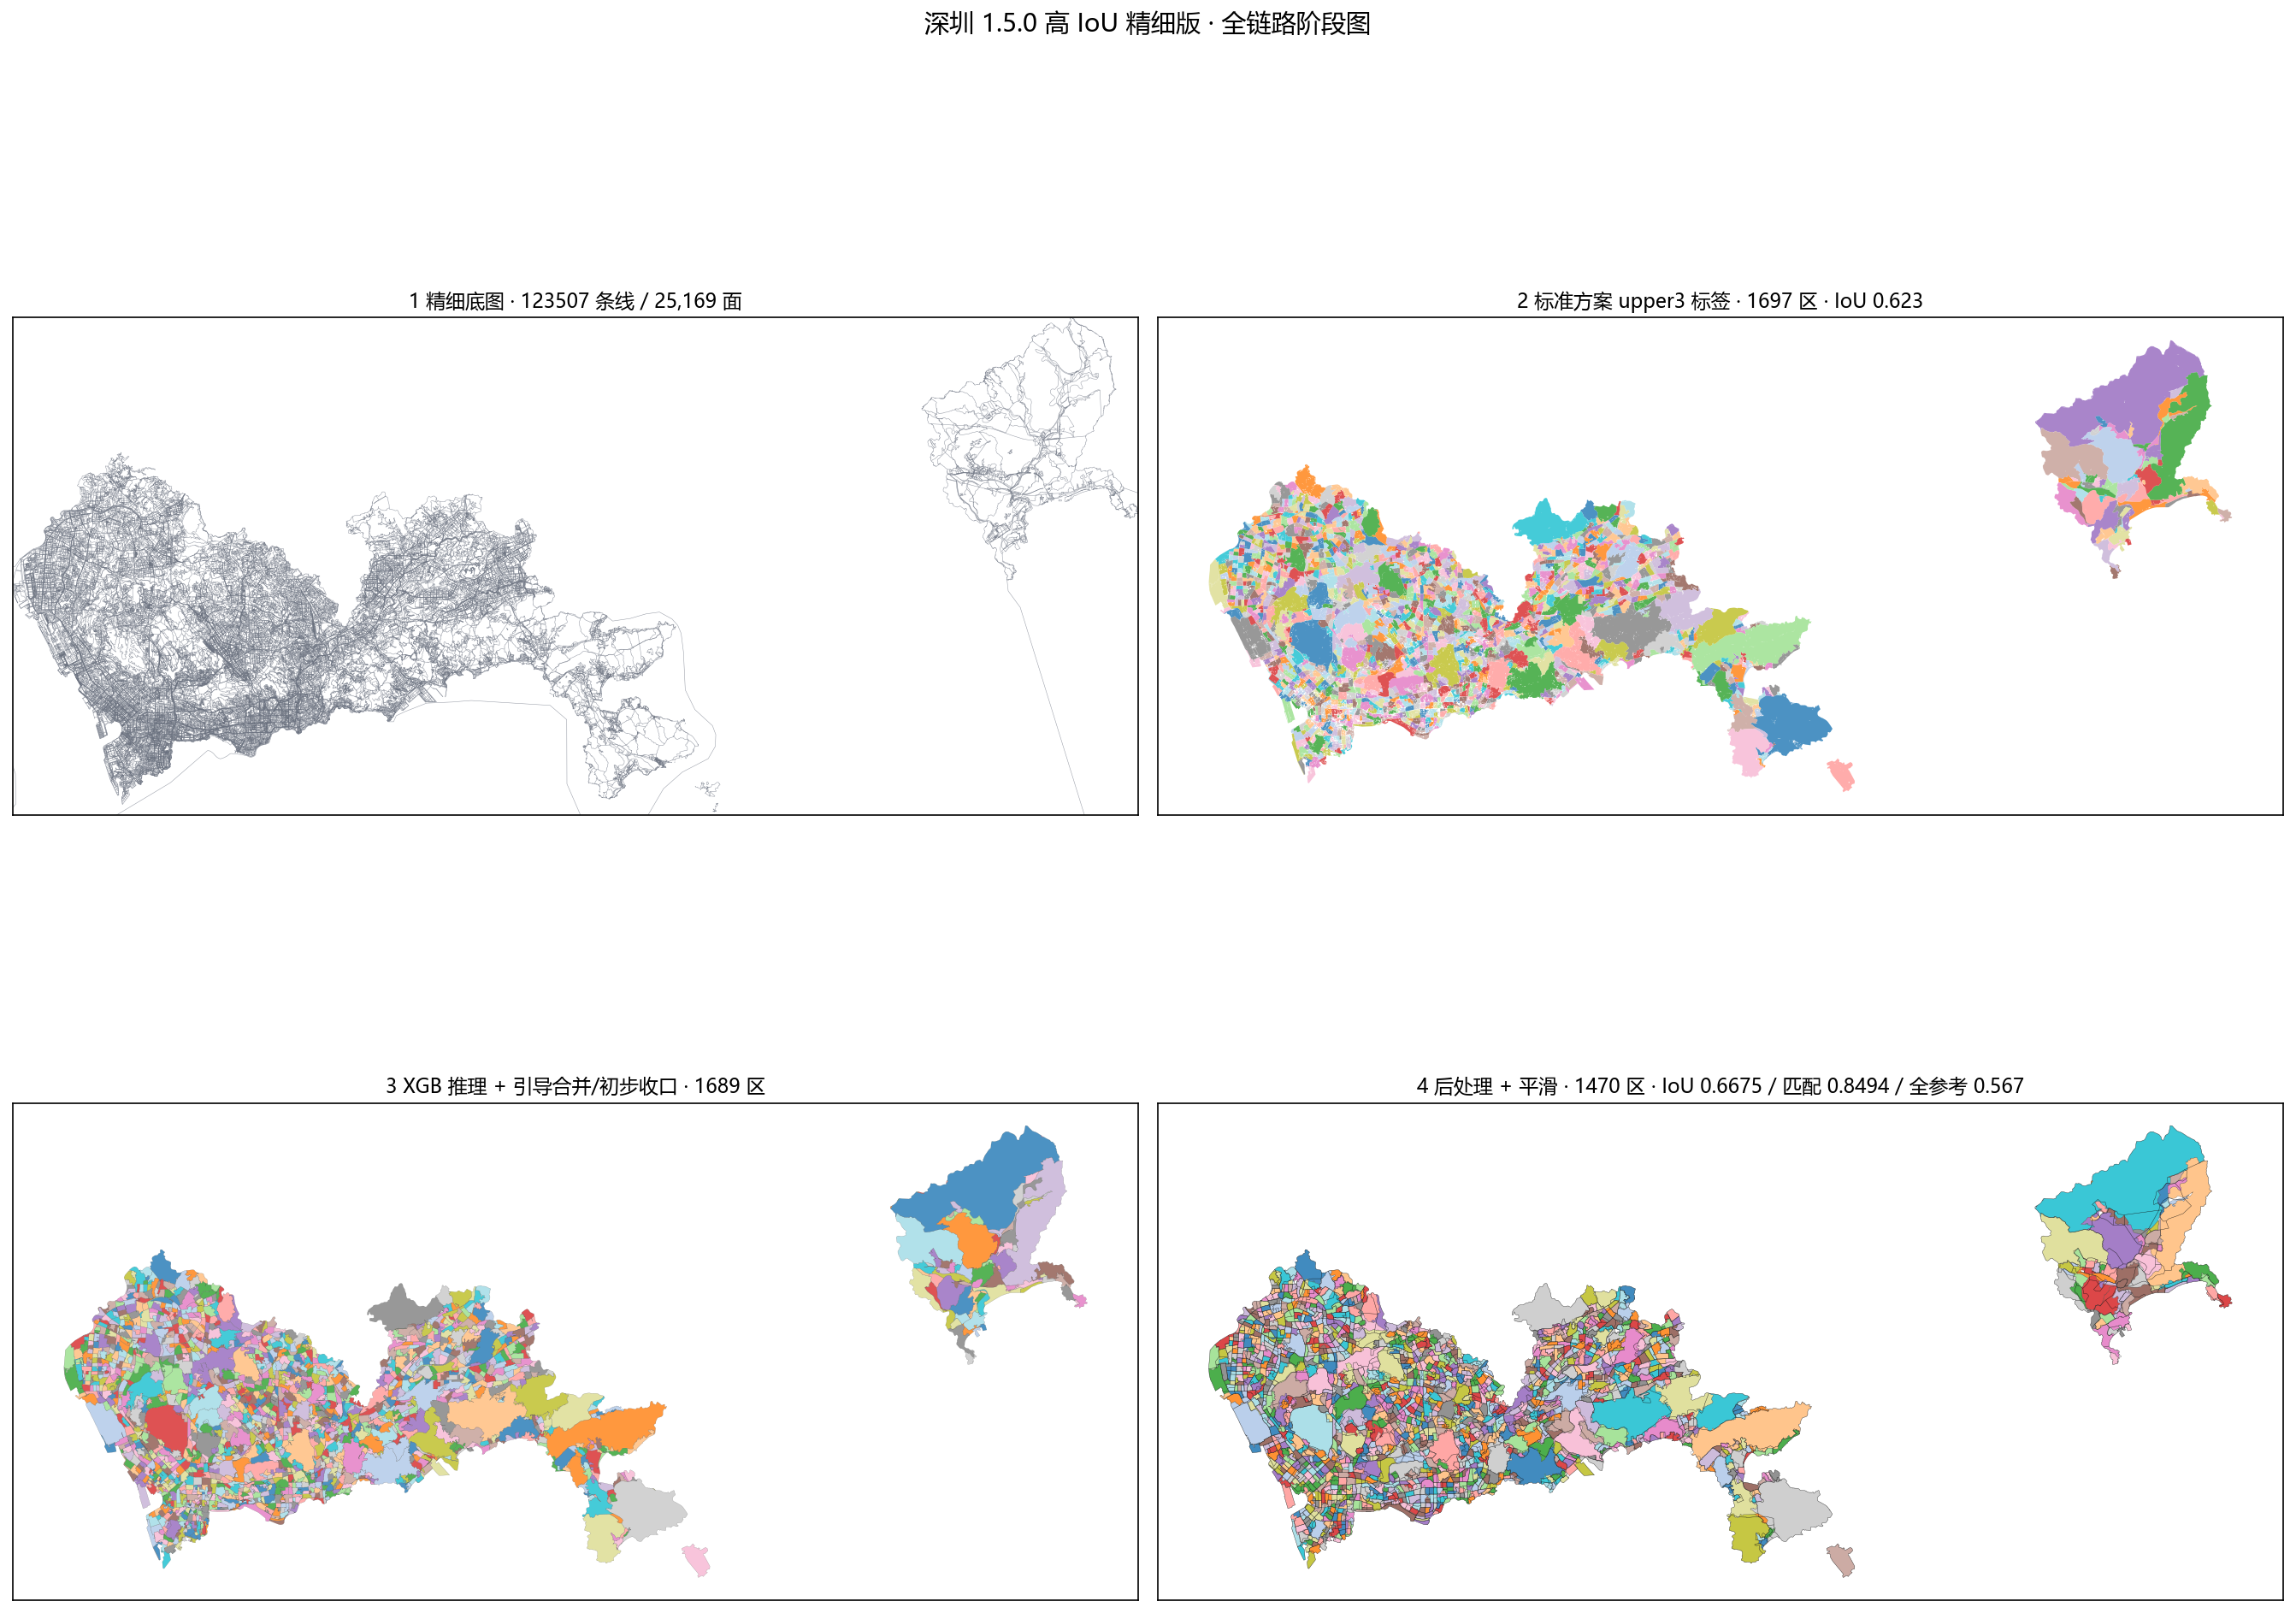 深圳 1.5.0 高 IoU 精细版 · 全链路阶段图
1 精细底图 · 123507 条线 / 25,169 面
2 标准方案 upper3 标签 · 1697 区 · IoU 0.623
3 XGB 推理 + 引导合并/初步收口 · 1689 区
4 后处理 + 平滑 · 1470 区 · IoU 0.6675 / 匹配 0.8494 / 全参考 0.567